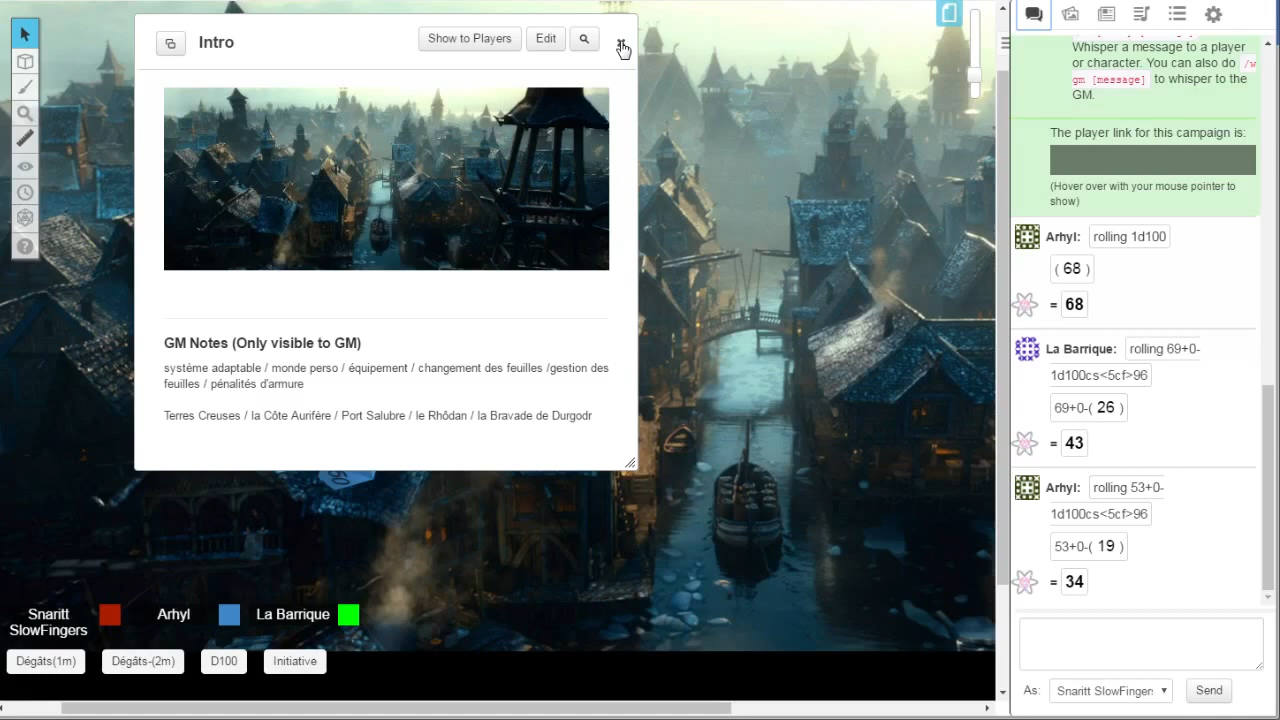 Intro
Show to Players
Edit
GM Notes (Only visible to GM)
système adaptable / monde perso / équipement / changement des feuilles /gestion des
feuilles / pénalités d'armure
Terres Creuses / la Côte Aurifère / Port Salubre / le Rhôdan / la Bravade de Durgodr
Snaritt
SlowFingers
Arhyl
La Barrique
Dégâts(1m)
Dégâts-(2m)
D100
Initiative
Whisper a message to a player
or character. You can also do /w
gm [message] to whisper to the
GM.
The player link for this campaign is:
(Hover over with your mouse pointer to
show)
Arhyl: rolling 1d100
( 68 )
= 68
La Barrique: rolling 69+0-
1d100cs<5cf>96
69+0-( 26 )
= 43
Arhyl: rolling 53+0-
1d100cs<5cf>96
53+0-( 19 )
= 34
As: Snaritt SlowFingers Send